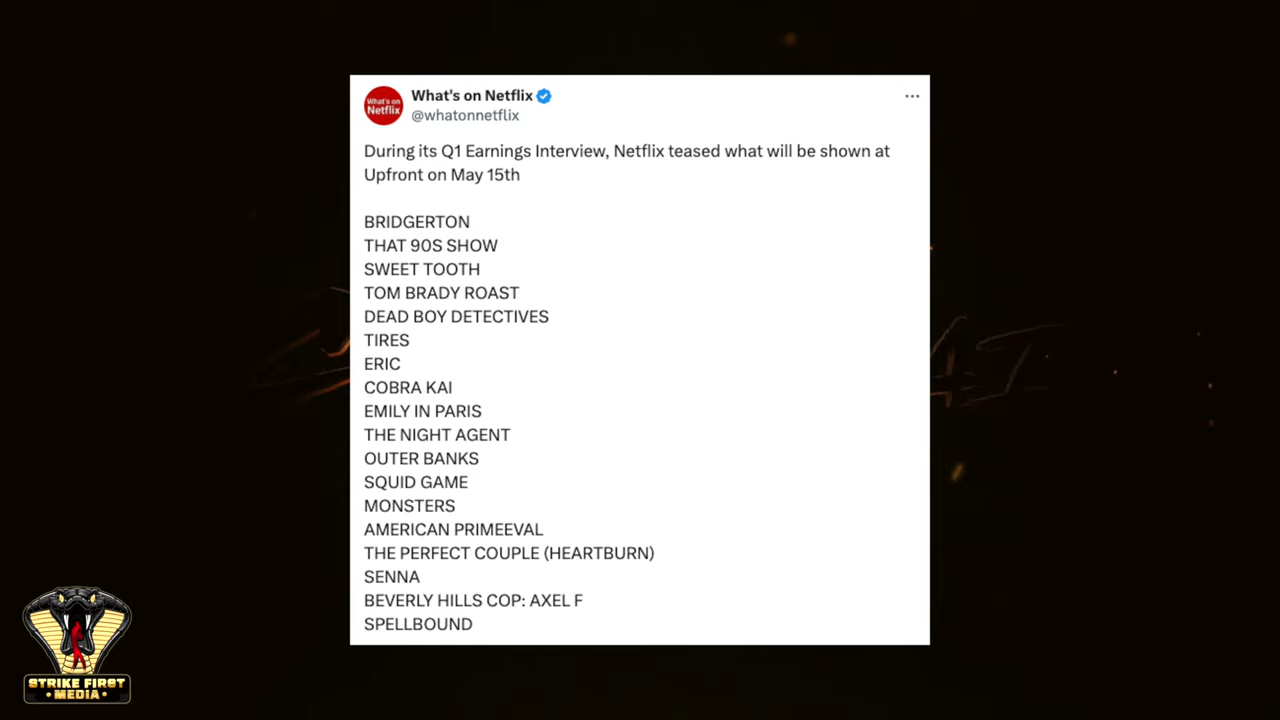 What's on Netflix
What's on
Netflix
@whatonnetflix
During its Q1 Earnings Interview, Netflix teased what will be shown at
Upfront on May 15th
BRIDGERTON
THAT 90S SHOW
SWEET TOOTH
TOM BRADY ROAST
DEAD BOY DETECTIVES
TIRES
ERIC
COBRA KAI
EMILY IN PARIS
THE NIGHT AGENT
OUTER BANKS
SQUID GAME
MONSTERS
AMERICAN PRIMEEVAL
THE PERFECT COUPLE (HEARTBURN)
SENNA
BEVERLY HILLS COP: AXEL F
SPELLBOUND
STRIKE FIRST
• MEDIA •